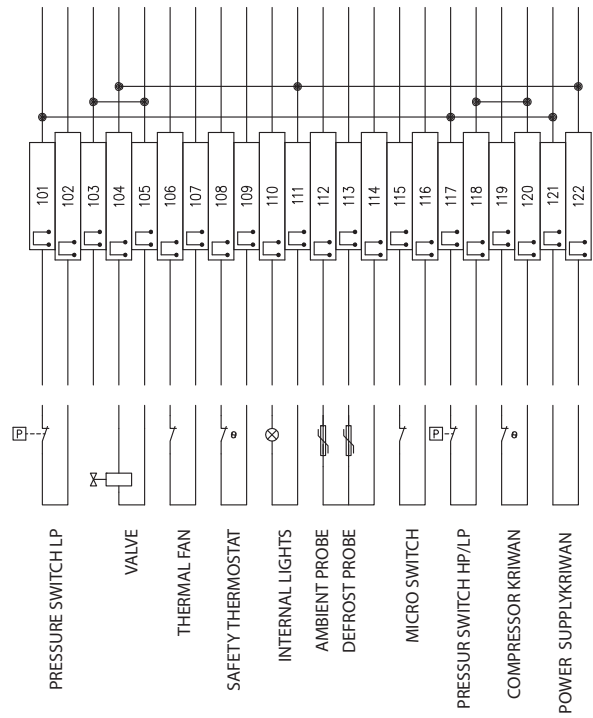 101
102
103
104
105
106
107
108
109
110
111
112
113
114
115
116
117
118
119
120
121
122
P
θ
P
θ
PRESSURE SWITCH LP
VALVE
THERMAL FAN
SAFETY THERMOSTAT
INTERNAL LIGHTS
AMBIENT PROBE
DEFROST PROBE
MICRO SWITCH
PRESSUR SWITCH HP/LP
COMPRESSOR KRIWAN
POWER SUPPLYKRIWAN